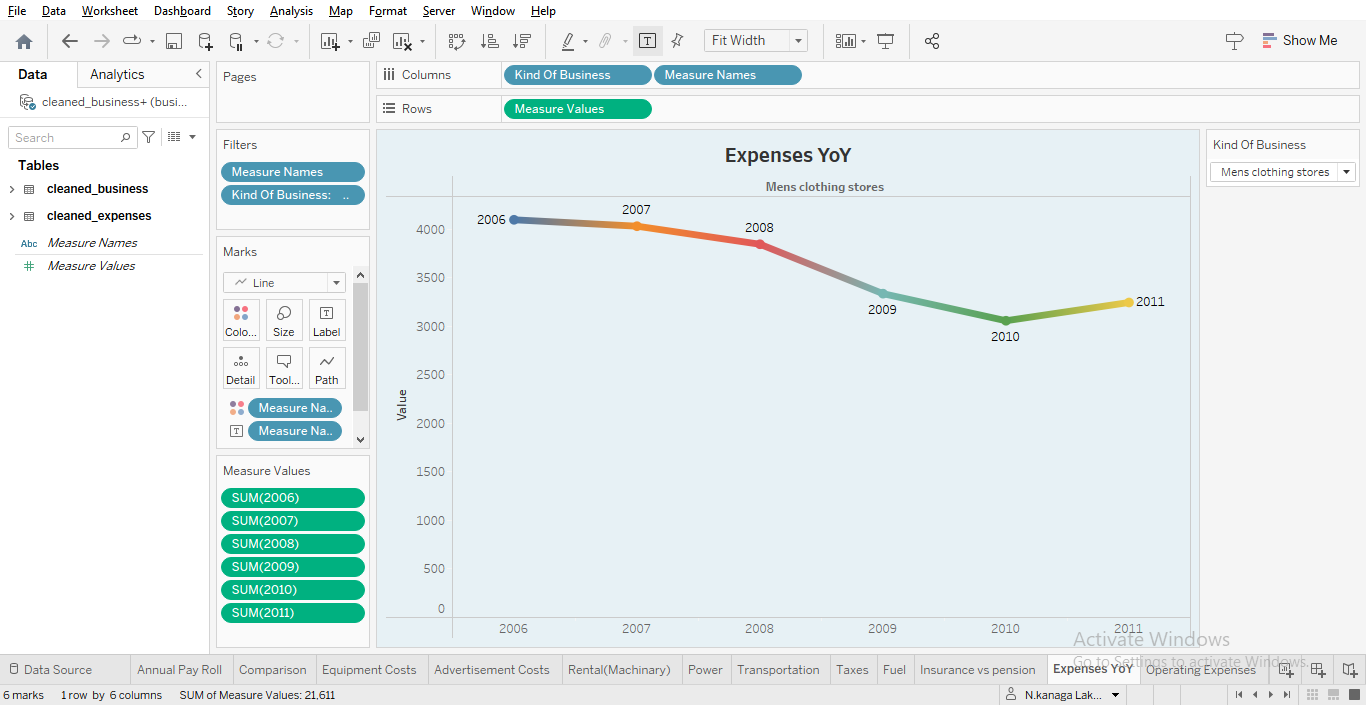 File Data Worksheet Dashboard Story Analysis Map Format Server Window Help
Fit Width
Show Me
Data Analytics
cleaned_business+ (busi...
Search
Tables
cleaned_business
cleaned_expenses
Abc Measure Names
# Measure Values
Pages
Filters
Measure Names
Kind Of Business: ..
Marks
Line
Colo... Size Label
Detail Tool... Path
Measure Na..
Measure Na..
Measure Values
SUM(2006)
SUM(2007)
SUM(2008)
SUM(2009)
SUM(2010)
SUM(2011)
Columns Kind Of Business Measure Names
Rows Measure Values
Expenses YoY
Mens clothing stores
4000
3500
3000
2500
2000
1500
1000
500
0
Value
2006
2007
2008
2009
2010
2011
2006 2007 2008 2009 2010 2011
Kind Of Business
Mens clothing stores
Activate Windows
Go to Settings to activate Windows.
Data Source Annual Pay Roll Comparison Equipment Costs Advertisement Costs Rental(Machinary) Power Transportation Taxes Fuel Insurance vs pension Expenses YoY Operating Expenses
6 marks 1 row by 6 columns SUM of Measure Values: 21,611
N.kanaga Lak...